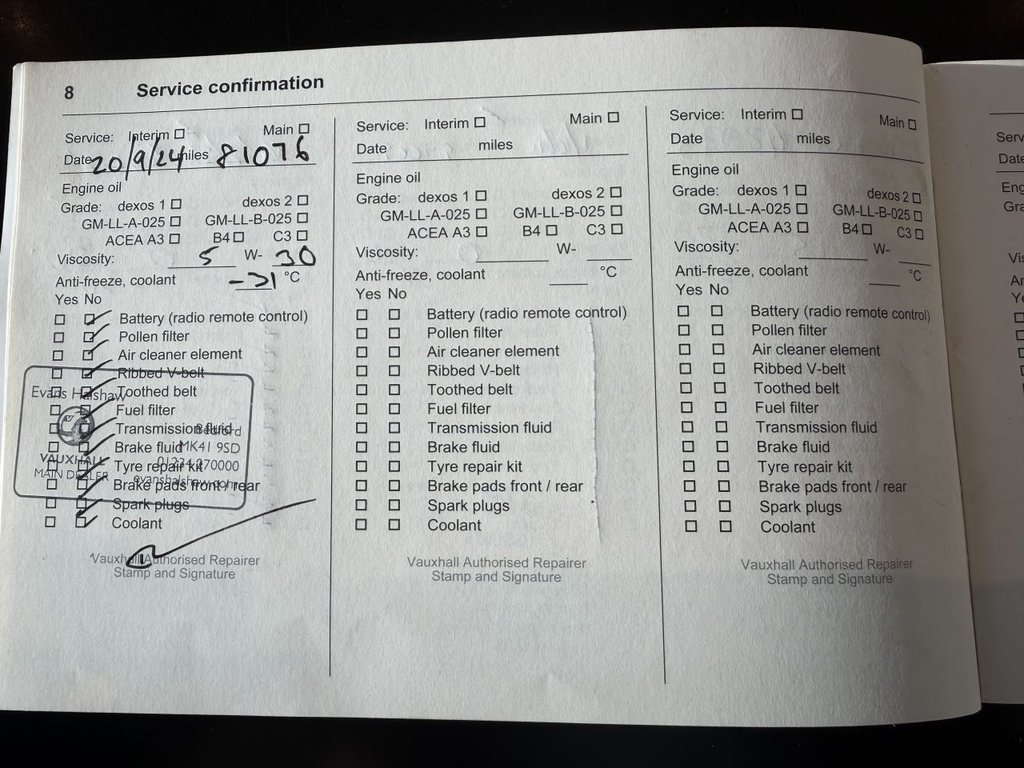 8 Service confirmation
Service: Interim ☐ Main ☐
Date 20/9/24 miles 81076
Engine oil
Grade: dexos 1 ☐ dexos 2 ☐
GM-LL-A-025 ☐ GM-LL-B-025 ☐
ACEA A3 ☐ B4 ☐ C3 ☐
Viscosity: 5 W- 30
Anti-freeze, coolant -31 °C
Yes No
Battery (radio remote control)
Pollen filter
Air cleaner element
Ribbed V-belt
Toothed belt
Fuel filter
Transmission fluid
Brake fluid
Tyre repair kit
Brake pads front / rear
Spark plugs
Coolant
Evans Halshaw
Bedford
MK41 9SD
VAUXHALL
01234 270000
MAIN DEALER
evanshalshaw.com
Vauxhall Authorised Repairer
Stamp and Signature
Service: Interim ☐ Main ☐
Date miles
Engine oil
Grade: dexos 1 ☐ dexos 2 ☐
GM-LL-A-025 ☐ GM-LL-B-025 ☐
ACEA A3 ☐ B4 ☐ C3 ☐
Viscosity: W-
Anti-freeze, coolant °C
Yes No
Battery (radio remote control)
Pollen filter
Air cleaner element
Ribbed V-belt
Toothed belt
Fuel filter
Transmission fluid
Brake fluid
Tyre repair kit
Brake pads front / rear
Spark plugs
Coolant
Vauxhall Authorised Repairer
Stamp and Signature
Service: Interim ☐ Main ☐
Date miles
Engine oil
Grade: dexos 1 ☐ dexos 2 ☐
GM-LL-A-025 ☐ GM-LL-B-025 ☐
ACEA A3 ☐ B4 ☐ C3 ☐
Viscosity: W-
Anti-freeze, coolant °C
Yes No
Battery (radio remote control)
Pollen filter
Air cleaner element
Ribbed V-belt
Toothed belt
Fuel filter
Transmission fluid
Brake fluid
Tyre repair kit
Brake pads front / rear
Spark plugs
Coolant
Vauxhall Authorised Repairer
Stamp and Signature